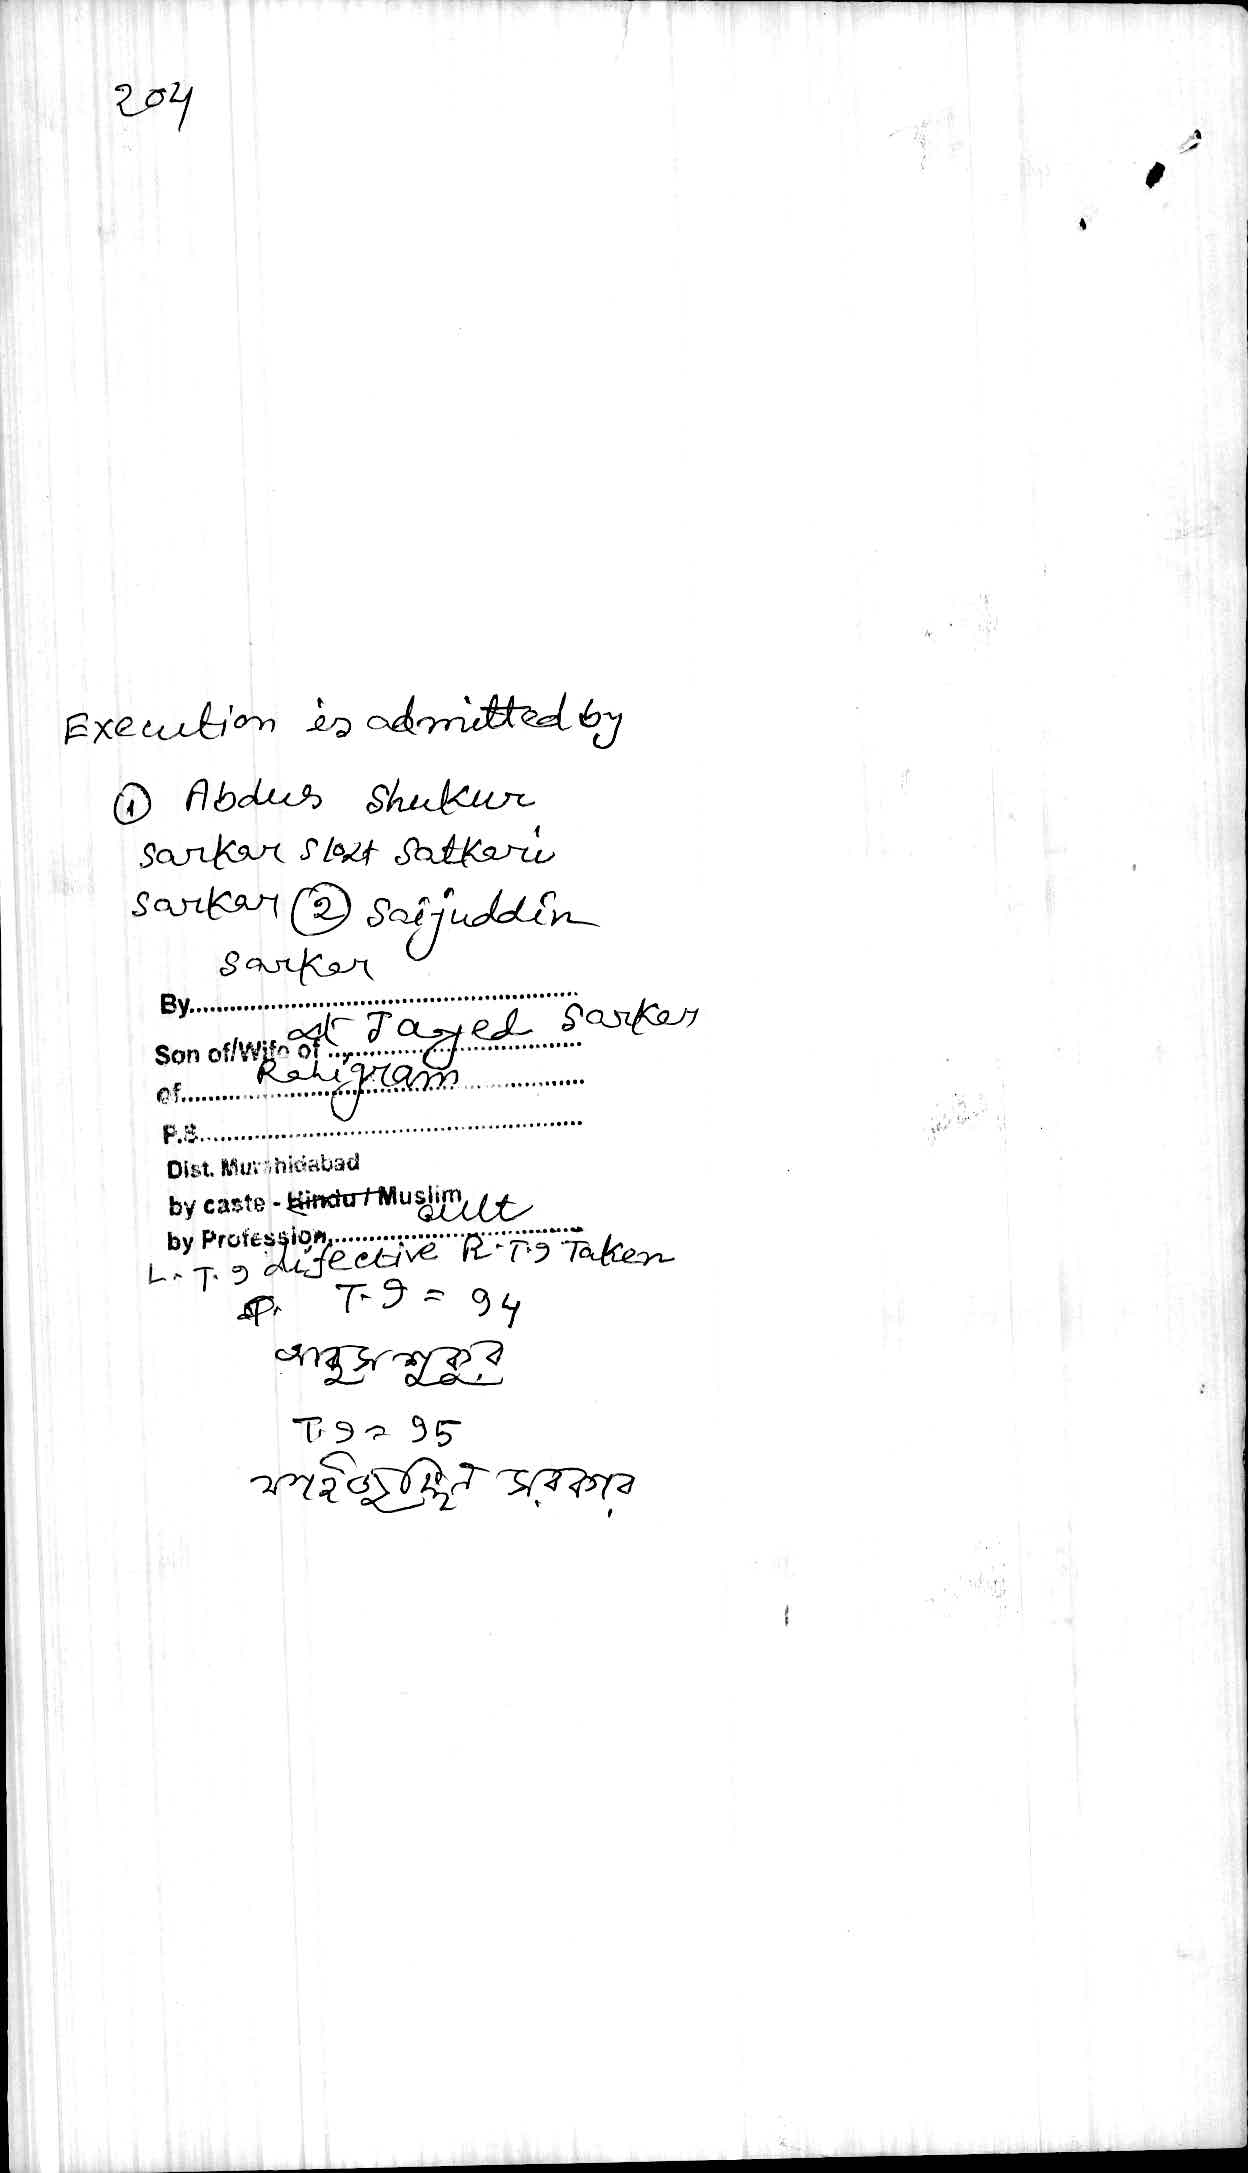 204
Execution is admitted by
① Abdus Shukur
sarkar S/o Lt Satkari
sarkar ② Saijuddin
sarkar
By
Lt Jayed Sarkar
Son of/Wife of
of Ranigram
P.S.
Dist. Murshidabad
by caste - Hindu / Muslim
by Profession, cult
L. T. I difective R. T. I Taken
T. I = 94
আবদুস শুকুর
T. I = 95
সাইজুদ্দিন সরকার